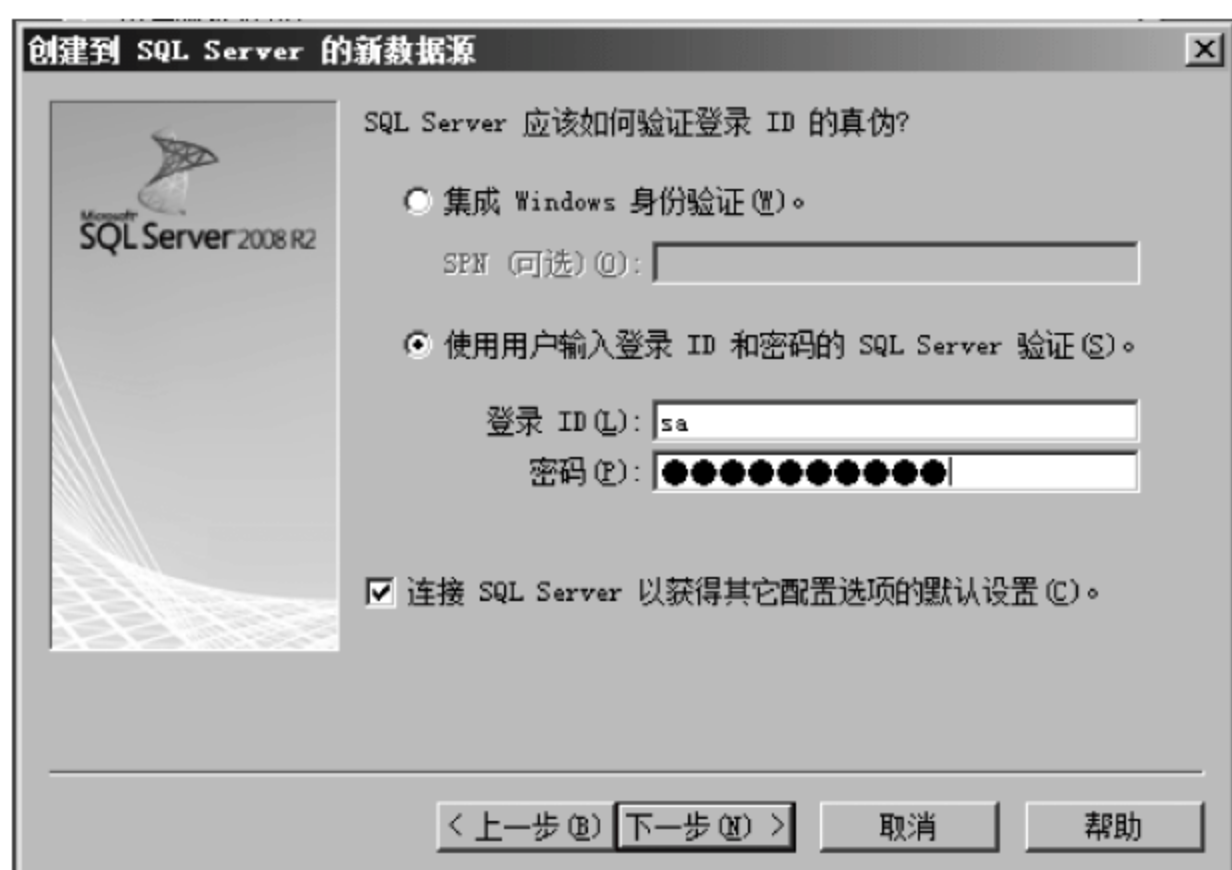 创建到 SQL Server 的新数据源
Microsoft
SQL Server 2008 R2
SQL Server 应该如何验证登录 ID 的真伪?
集成 Windows 身份验证(W)。
SPN (可选)(O):
使用用户输入登录 ID 和密码的 SQL Server 验证(S)。
登录 ID(L): sa
密码(P): ●●●●●●●●●●
连接 SQL Server 以获得其它配置选项的默认设置(C)。
< 上一步(B) 下一步(N) > 取消 帮助